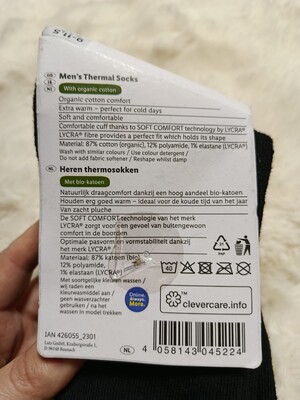 9-11.5
Men's Thermal Socks
With organic cotton
Organic cotton comfort
Extra warm – perfect for cold days
Soft and comfortable
Comfortable cuff thanks to SOFT COMFORT technology by LYCRA®
LYCRA® fibre provides a perfect fit which holds its shape
Material: 87% cotton (organic), 12% polyamide, 1% elastane (LYCRA®)
Wash with similar colours / Use colour detergent /
Do not add fabric softener / Reshape whilst damp
NL
Heren thermosokken
Met bio-katoen
Natuurlijk draagcomfort dankzij een hoog aandeel bio-katoen
Houden erg goed warm – ideaal voor de koude tijd van het jaar
Van zacht pluche
De SOFT COMFORT technologie van het merk
LYCRA® zorgt voor een gevoel van buitengewoon
comfort in de boordom
Optimale pasvorm en vormstabiliteit dankzij
het merk LYCRA®
Materiaal: 87% katoen (bio),
12% polyamide,
1% elastaan (LYCRA®)
Met soortgelijke kleuren wassen /
wij raden een
kleurwasmiddel aan /
geen wasverzachter
gebruiken / na het
wassen in model trekken
21
PAP
40
Online.
Always.
More.
clevercare.info
IAN 426055_2301
NL
4 058143 045224